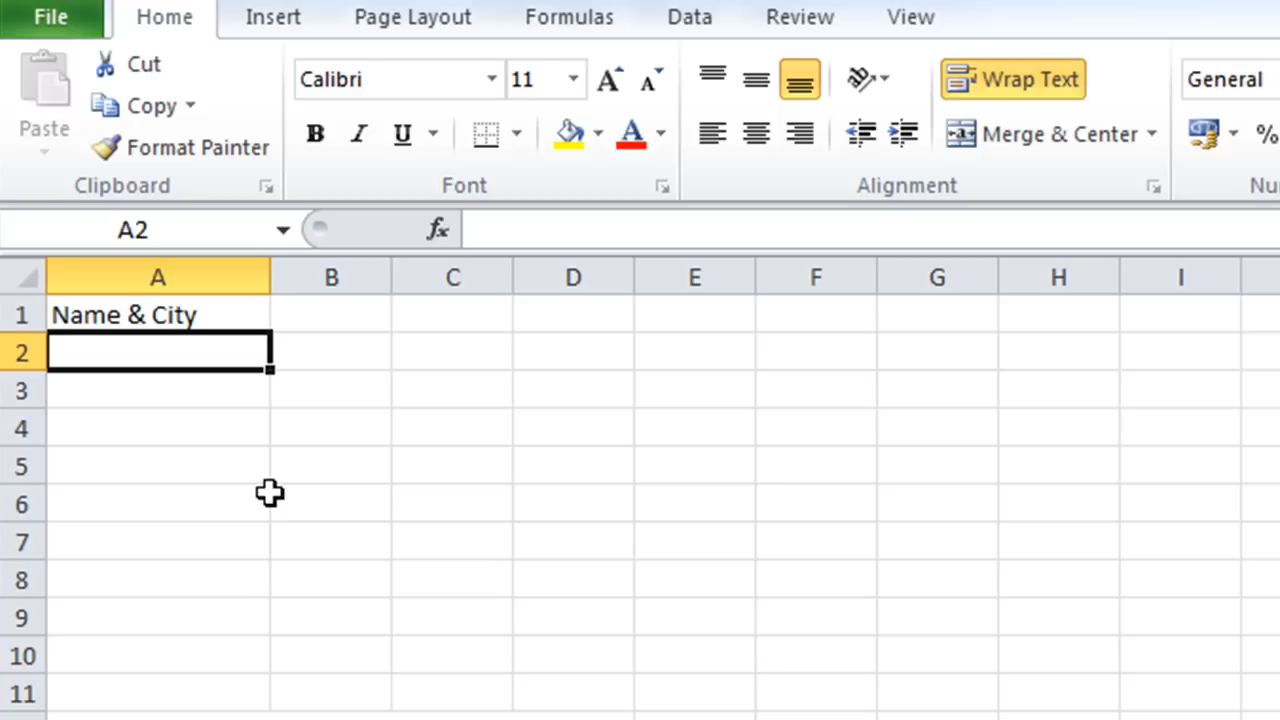 File Home Insert Page Layout Formulas Data Review View
Paste
Cut
Copy
Format Painter
Clipboard
Calibri 11 A A
B I U A
Font
Wrap Text
Merge & Center
Alignment
General
%
A2 fx
A B C D E F G H I
1 Name & City
2
3
4
5
6
7
8
9
10
11